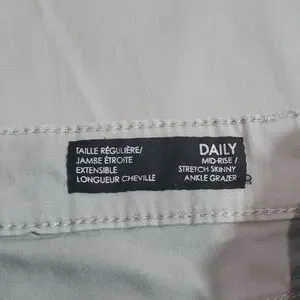 TAILLE RÉGULIÈRE/
JAMBE ÉTROITE
EXTENSIBLE
LONGUEUR CHEVILLE
DAILY
MID-RISE /
STRETCH SKINNY
ANKLE GRAZER